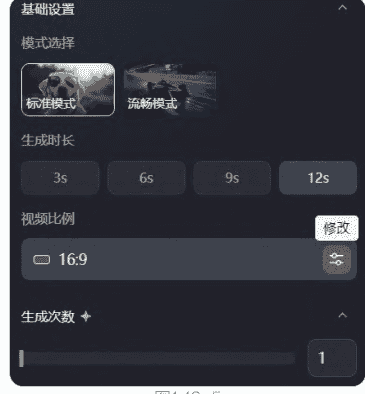 基础设置
模式选择
标准模式 流畅模式
生成时长
3s 6s 9s 12s
视频比例
修改
16:9
生成次数
1